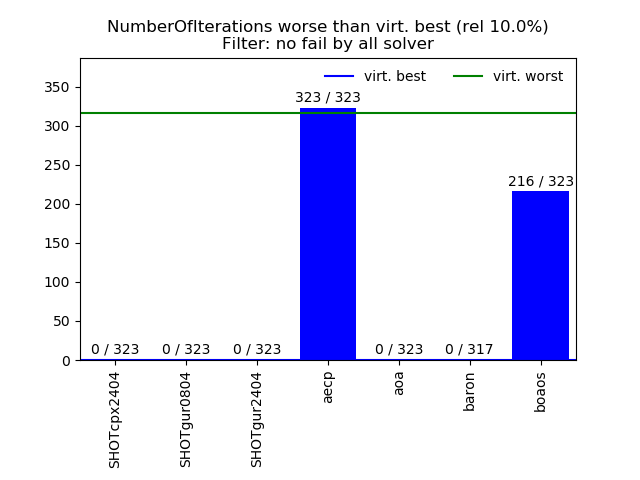 NumberOfIterations worse than virt. best (rel 10.0%)
Filter: no fail by all solver
virt. best
virt. worst
350
300
250
200
150
100
50
0
0 / 323
0 / 323
0 / 323
323 / 323
0 / 323
0 / 317
216 / 323
SHOTcpx2404
SHOTgur0804
SHOTgur2404
aecp
aoa
baron
boaos